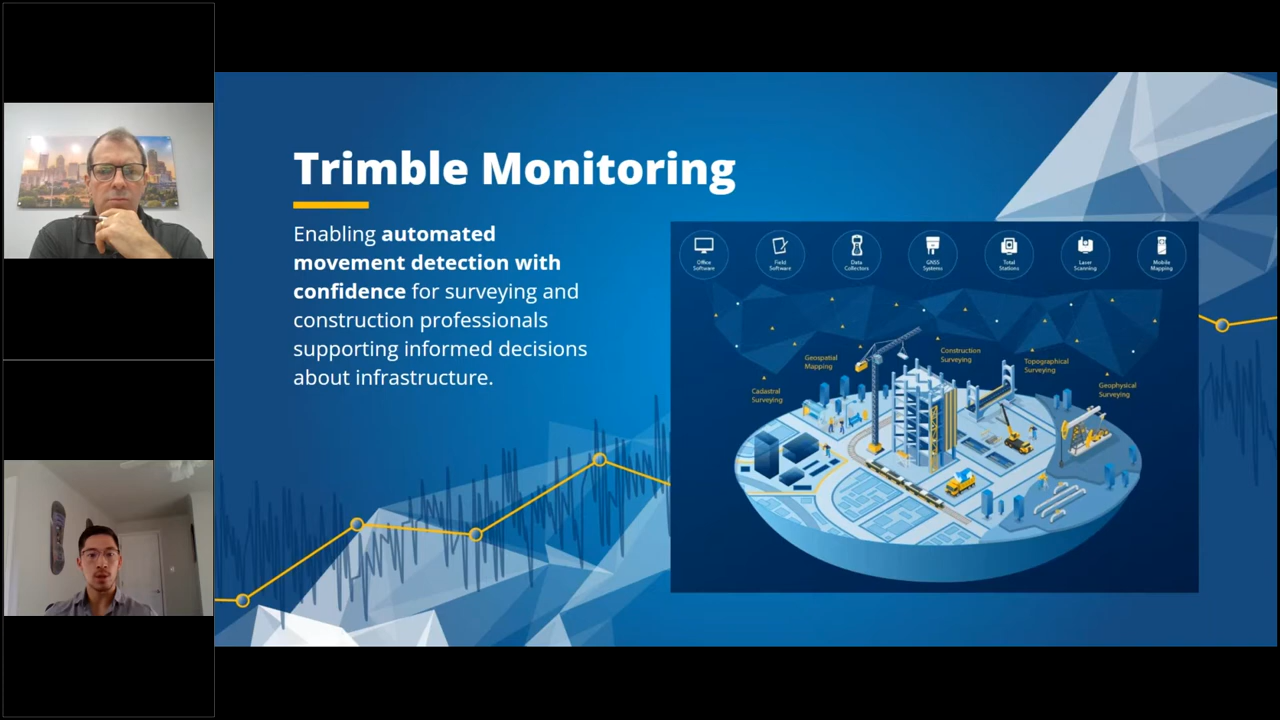 Trimble Monitoring
Enabling automated
movement detection with
confidence for surveying and
construction professionals
supporting informed decisions
about infrastructure.
Office
Software
Field
Software
Data
Collectors
GNSS
Systems
Total
Stations
Laser
Scanning
Mobile
Mapping
Cadastral
Surveying
Geospatial
Mapping
Construction
Surveying
Topographical
Surveying
Geophysical
Surveying